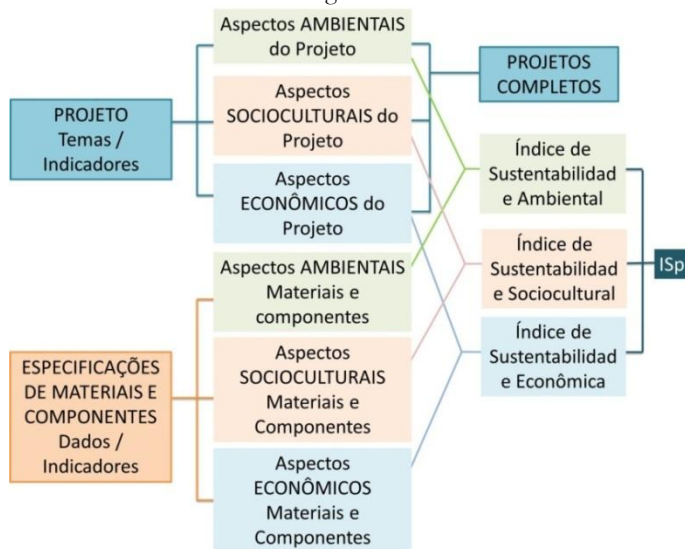 PROJETO
Temas /
Indicadores
ESPECIFICAÇÕES
DE MATERIAIS E
COMPONENTES
Dados /
Indicadores
Aspectos AMBIENTAIS
do Projeto
Aspectos
SOCIOCULTURAIS do
Projeto
Aspectos
ECONÔMICOS do
Projeto
Aspectos AMBIENTAIS
Materiais e
componentes
Aspectos
SOCIOCULTURAIS
Materiais e
Componentes
Aspectos
ECONÔMICOS
Materiais e
Componentes
PROJETOS
COMPLETOS
Índice de
Sustentabilidad
e Ambiental
Índice de
Sustentabilidad
e Sociocultural
Índice de
Sustentabilidad
e Econômica
ISp